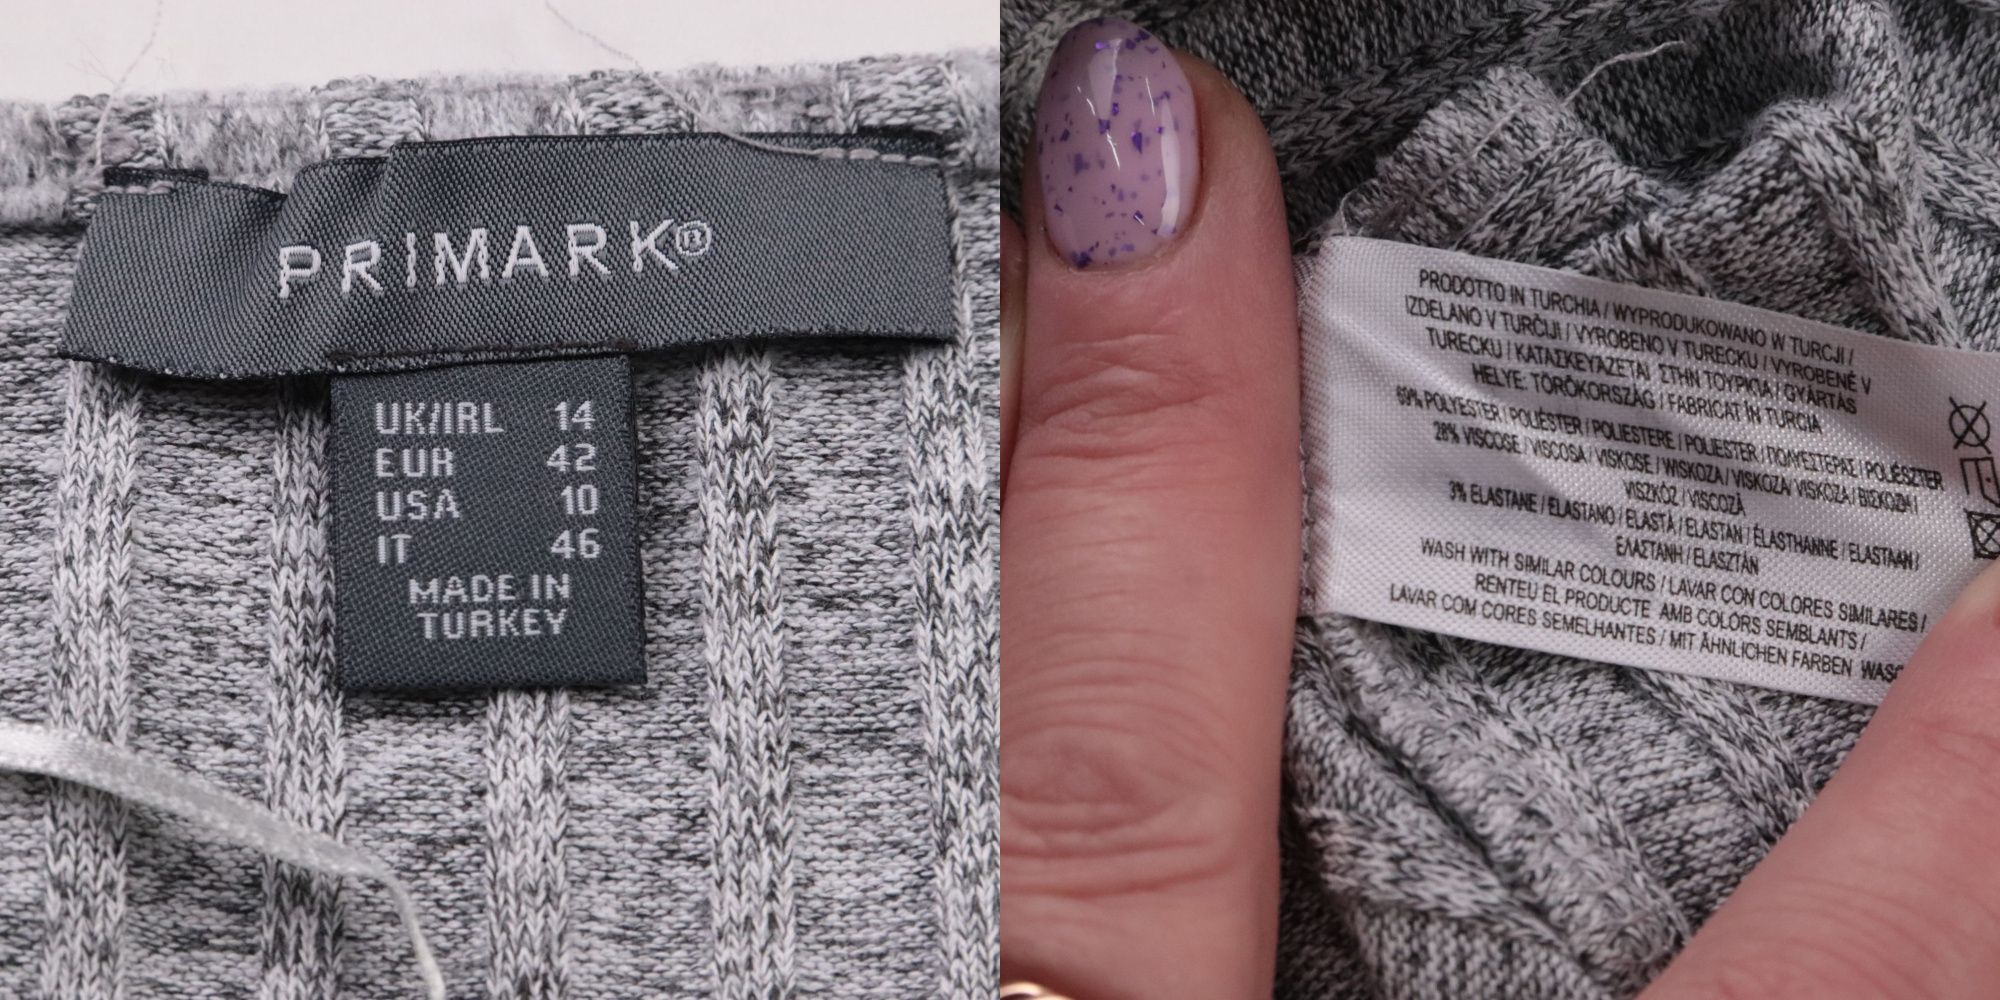 PRIMARK®
UK/IRL 14
EUR 42
USA 10
IT 46
MADE IN
TURKEY
PRODOTTO IN TURCHIA / WYPRODUKOWANO W TURCJI /
IZDELANO V TURČIJI / VYROBENO V TURECKU / VYROBENÉ V
TURECKU / ΚΑΤΑΣΚΕΥΑΖΕΤΑΙ ΣΤΗΝ ΤΟΥΡΚΙΑ / GYÁRTÁS
HELYE: TÖRÖKORSZÁG / FABRICAT ÎN TURCIA
69% POLYESTER / POLIÉSTER / POLIESTERE / POLIESTER / ΠΟΛΥΕΣΤΕΡΑΣ / POLIÉSZTER
28% VISCOSE / VISCOSA / VISKOSE / WISKOZA / VISKOZA / VISKÓZA / ΒΙΣΚΟΖΗ /
VISZKÓZ / VISCOZĂ
3% ELASTANE / ELASTANO / ELASTÀ / ELASTAN / ÉLASTHANNE / ELASTAAN /
ΕΛΑΣΤΑΝΗ / ELASZTÁN
WASH WITH SIMILAR COLOURS / LAVAR CON COLORES SIMILARES /
RENTEU EL PRODUCTE AMB COLORS SEMBLANTS /
LAVAR COM CORES SEMELHANTES / MIT ÄHNLICHEN FARBEN